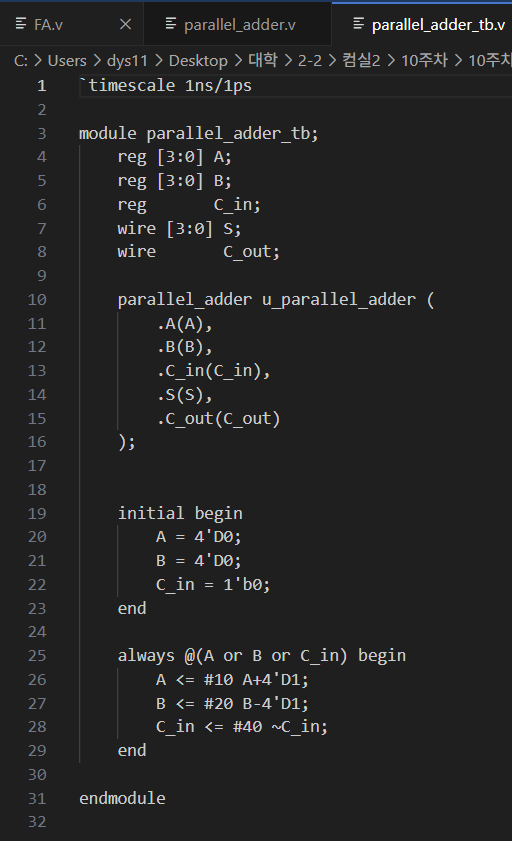 FA.v
parallel_adder.v
parallel_adder_tb.v
C: > Users > dys11 > Desktop > 대학 > 2-2 > 컴실2 > 10주차 > 10주차
1 `timescale 1ns/1ps
2
3 module parallel_adder_tb;
4     reg [3:0] A;
5     reg [3:0] B;
6     reg       C_in;
7     wire [3:0] S;
8     wire       C_out;
9
10     parallel_adder u_parallel_adder (
11         .A(A),
12         .B(B),
13         .C_in(C_in),
14         .S(S),
15         .C_out(C_out)
16     );
17
18
19     initial begin
20         A = 4'D0;
21         B = 4'D0;
22         C_in = 1'b0;
23     end
24
25     always @(A or B or C_in) begin
26         A <= #10 A+4'D1;
27         B <= #20 B-4'D1;
28         C_in <= #40 ~C_in;
29     end
30
31 endmodule
32